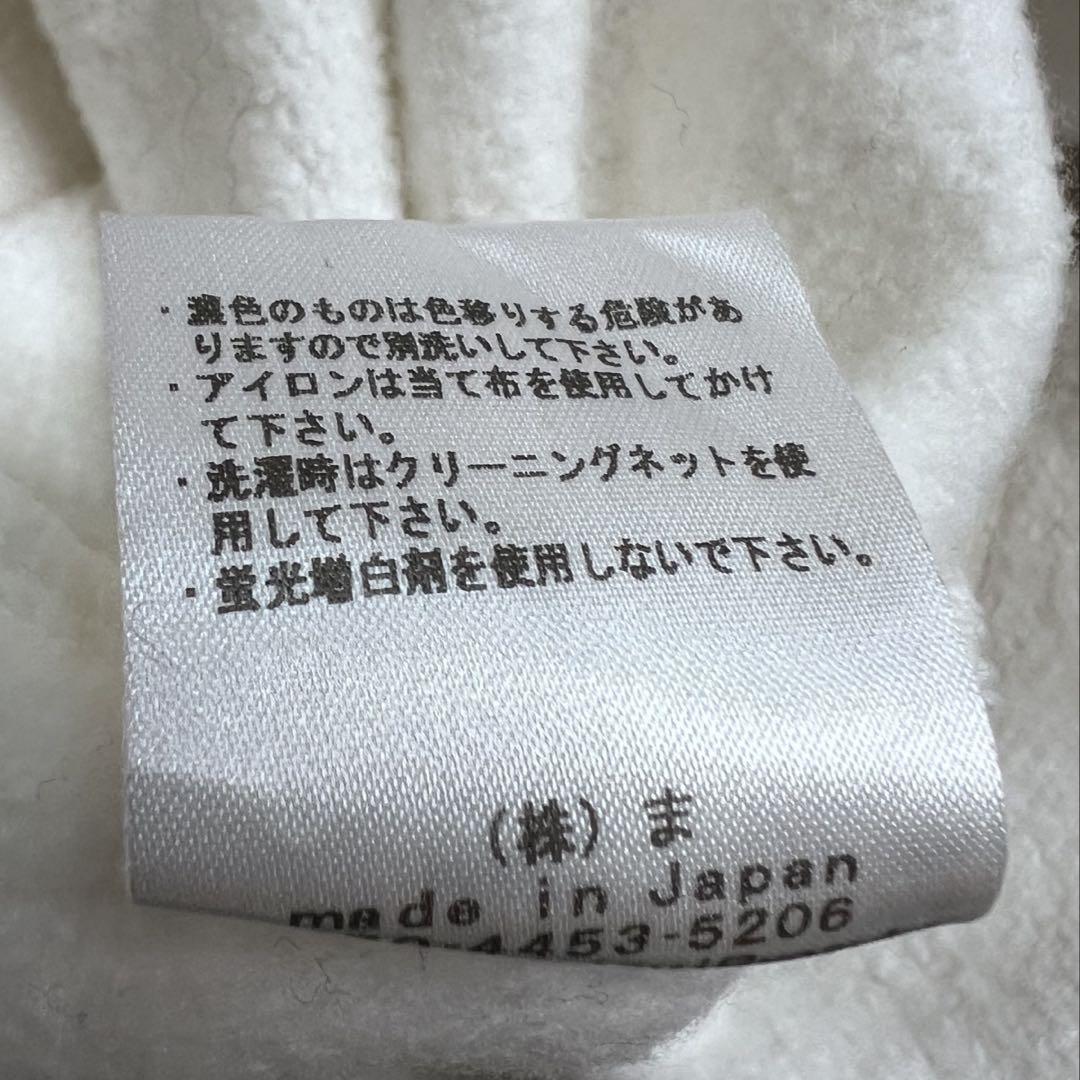 ・濃色のものは色移りする危険があ
りますので別洗いして下さい。
・アイロンは当て布を使用してかけ
て下さい。
・洗濯時はクリーニングネットを使
用して下さい。
・蛍光増白剤を使用しないで下さい。
(株)ま
made in Japan
-4453-5206